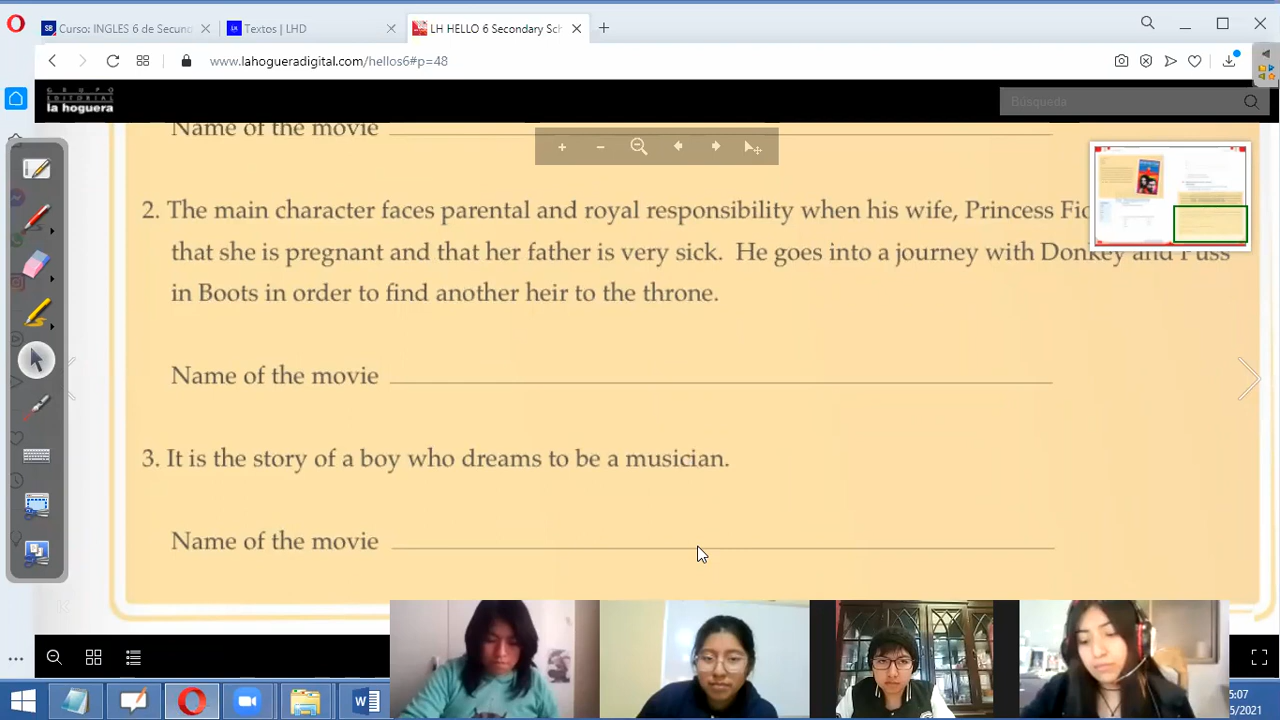 Curso: INGLES 6 de Secund
Textos | LHD
LH HELLO 6 Secondary Sch
www.lahogueradigital.com/hellos6#p=48
GRUPO
EDITORIAL
la hoguera
Búsqueda
Name of the movie
2. The main character faces parental and royal responsibility when his wife, Princess Fio
that she is pregnant and that her father is very sick. He goes into a journey with Donkey and Puss
in Boots in order to find another heir to the throne.
Name of the movie
3. It is the story of a boy who dreams to be a musician.
Name of the movie
5:07
5/2021